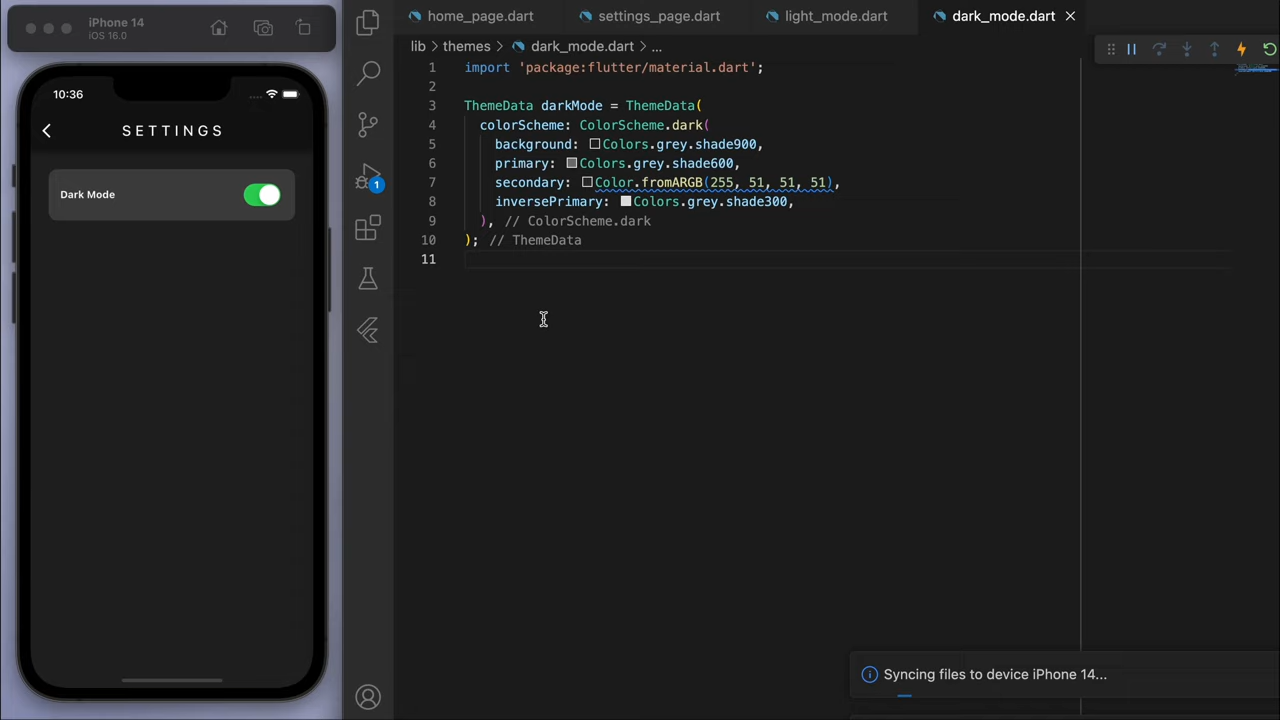 iPhone 14
iOS 16.0
10:36
SETTINGS
Dark Mode
1
home_page.dart
settings_page.dart
light_mode.dart
dark_mode.dart
lib > themes > dark_mode.dart > ...
1 import 'package:flutter/material.dart';
2
3 ThemeData darkMode = ThemeData(
4 colorScheme: ColorScheme.dark(
5 background: Colors.grey.shade900,
6 primary: Colors.grey.shade600,
7 secondary: Color.fromARGB(255, 51, 51, 51),
8 inversePrimary: Colors.grey.shade300,
9 ), // ColorScheme.dark
10 ); // ThemeData
11
Syncing files to device iPhone 14...